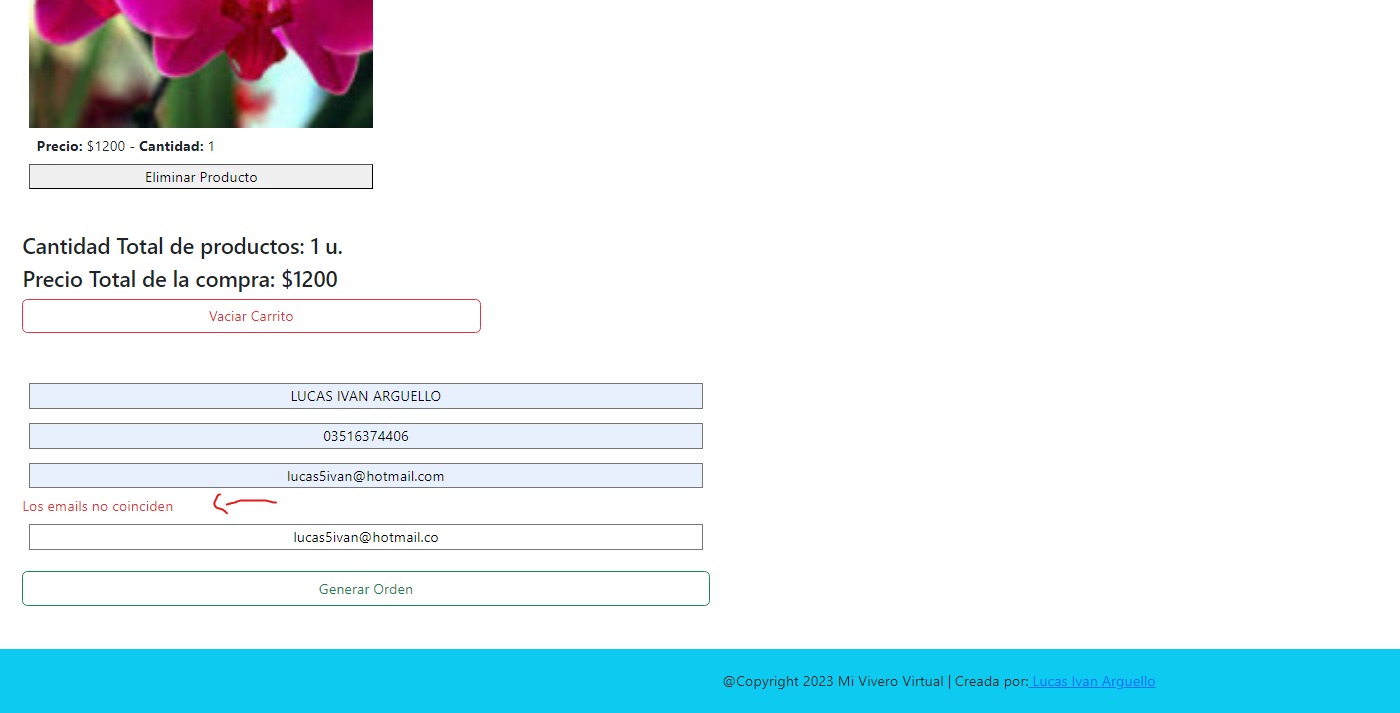 Precio: $1200 - Cantidad: 1
Eliminar Producto
Cantidad Total de productos: 1 u.
Precio Total de la compra: $1200
Vaciar Carrito
LUCAS IVAN ARGUELLO
03516374406
lucas5ivan@hotmail.com
Los emails no coinciden
lucas5ivan@hotmail.co
Generar Orden
@Copyright 2023 Mi Vivero Virtual | Creada por: Lucas Ivan Arguello